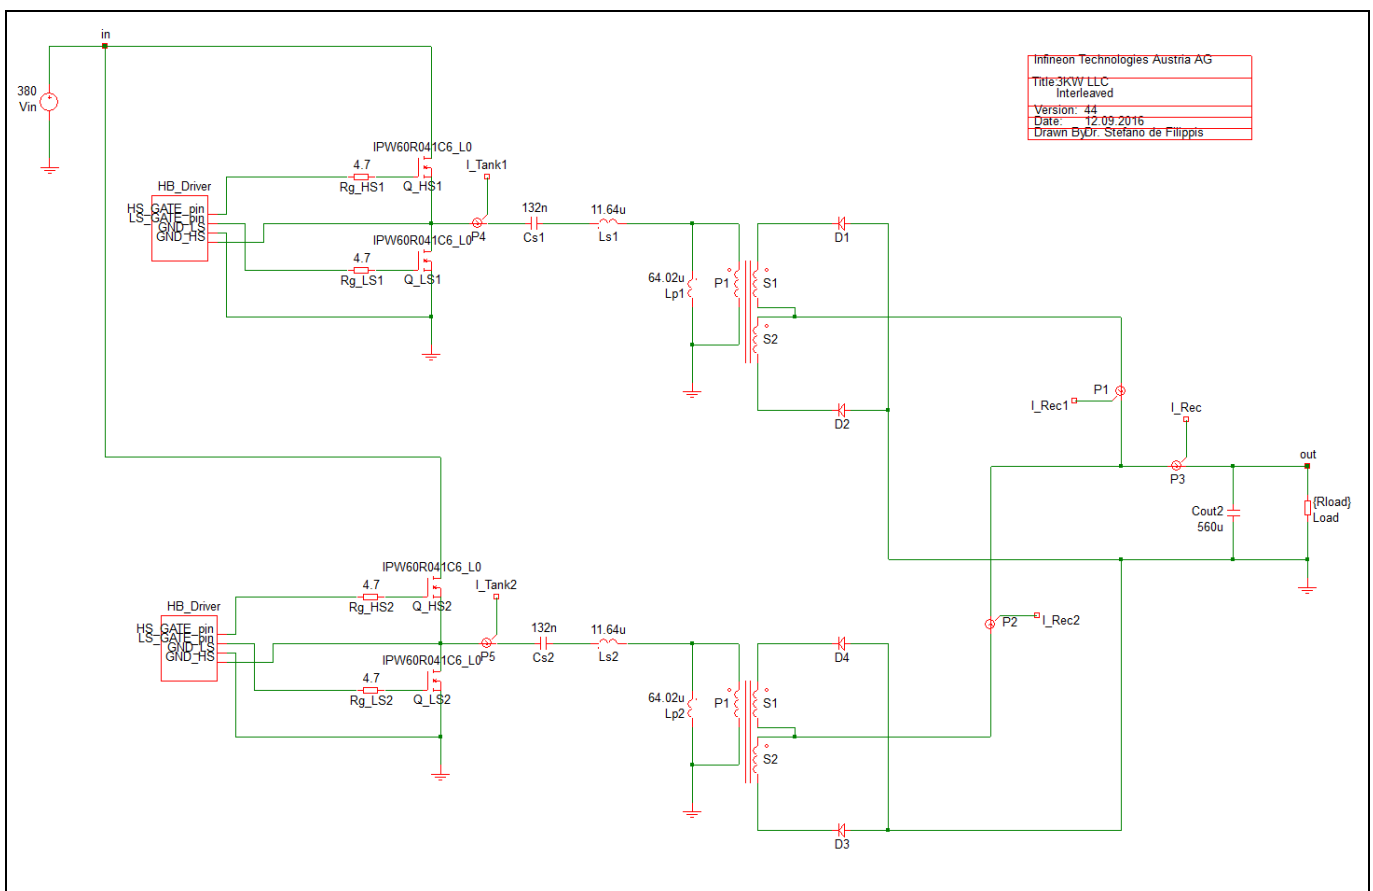 in
Infineon Technologies Austria AG
Title:3KW LLC
Interleaved
Version: 44
Date: 12.09.2016
Drawn By Dr. Stefano de Filippis
380
Vin
IPW60R041C6_L0
4.7
Rg_HS1
Q_HS1
I_Tank1
HB_Driver
HS_GATE_pin
LS_GATE_pin
GND_LS
GND_HS
132n
11.64u
D1
P4
Cs1
Ls1
IPW60R041C6_L0
4.7
Rg_LS1
Q_LS1
64.02u
Lp1
P1
S1
S2
P1
I_Rec1
I_Rec
D2
out
P3
{Rload}
Load
Cout2
560u
IPW60R041C6_L0
4.7
Rg_HS2
Q_HS2
I_Tank2
HB_Driver
HS_GATE_pin
LS_GATE_pin
GND_LS
GND_HS
132n
11.64u
P2
I_Rec2
D4
P5
Cs2
Ls2
IPW60R041C6_L0
4.7
Rg_LS2
Q_LS2
64.02u
Lp2
P1
S1
S2
D3